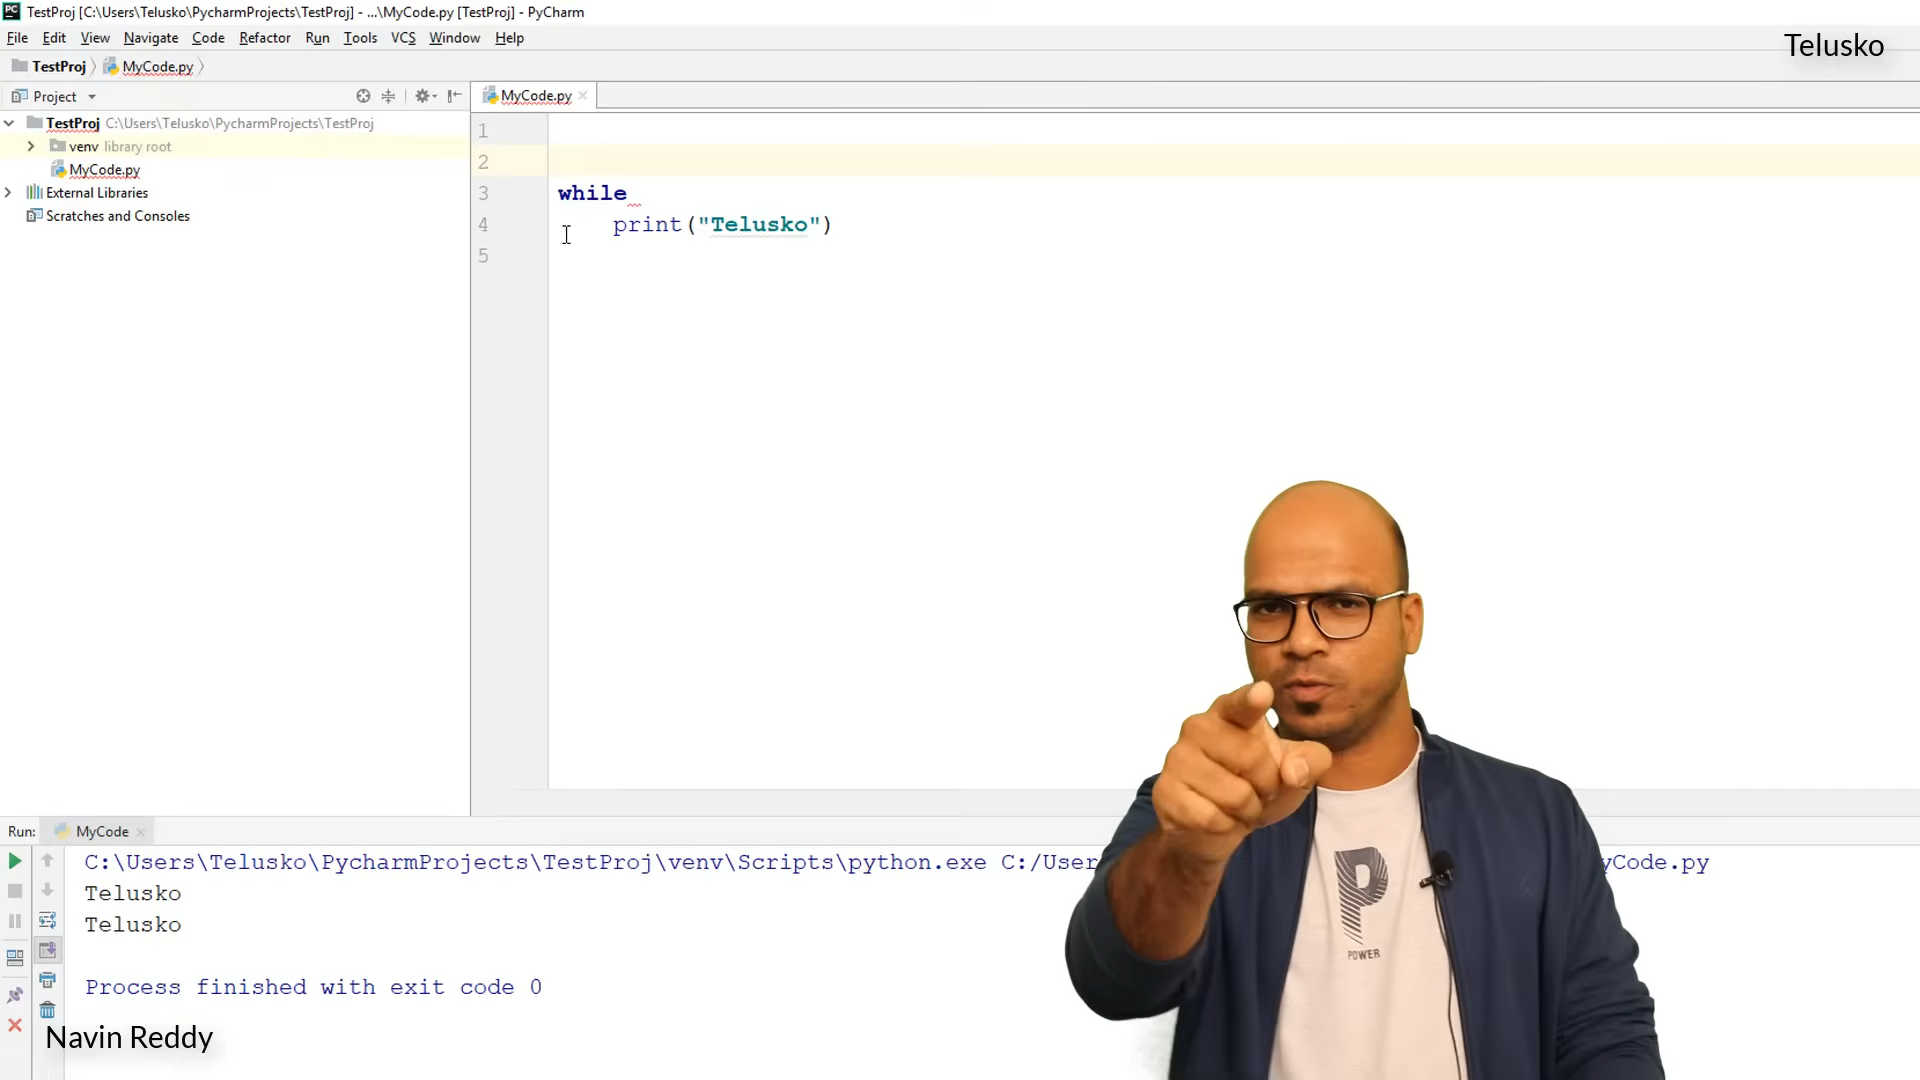 TestProj [C:\Users\Telusko\PycharmProjects\TestProj] - ...\MyCode.py [TestProj] - PyCharm
File Edit View Navigate Code Refactor Run Tools VCS Window Help
Telusko
TestProj MyCode.py
Project
MyCode.py
TestProj C:\Users\Telusko\PycharmProjects\TestProj
venv library root
MyCode.py
External Libraries
Scratches and Consoles
1
2
3 while
4 print("Telusko")
5
Run: MyCode
C:\Users\Telusko\PycharmProjects\TestProj\venv\Scripts\python.exe C:/User yCode.py
Telusko
Telusko
Process finished with exit code 0
Navin Reddy
P
POWER